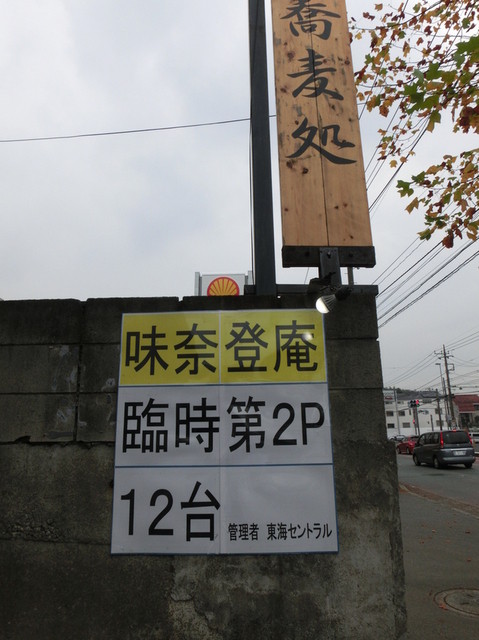 蕎麦処
味奈登庵
臨時第2P
12台
管理者 東海セントラル